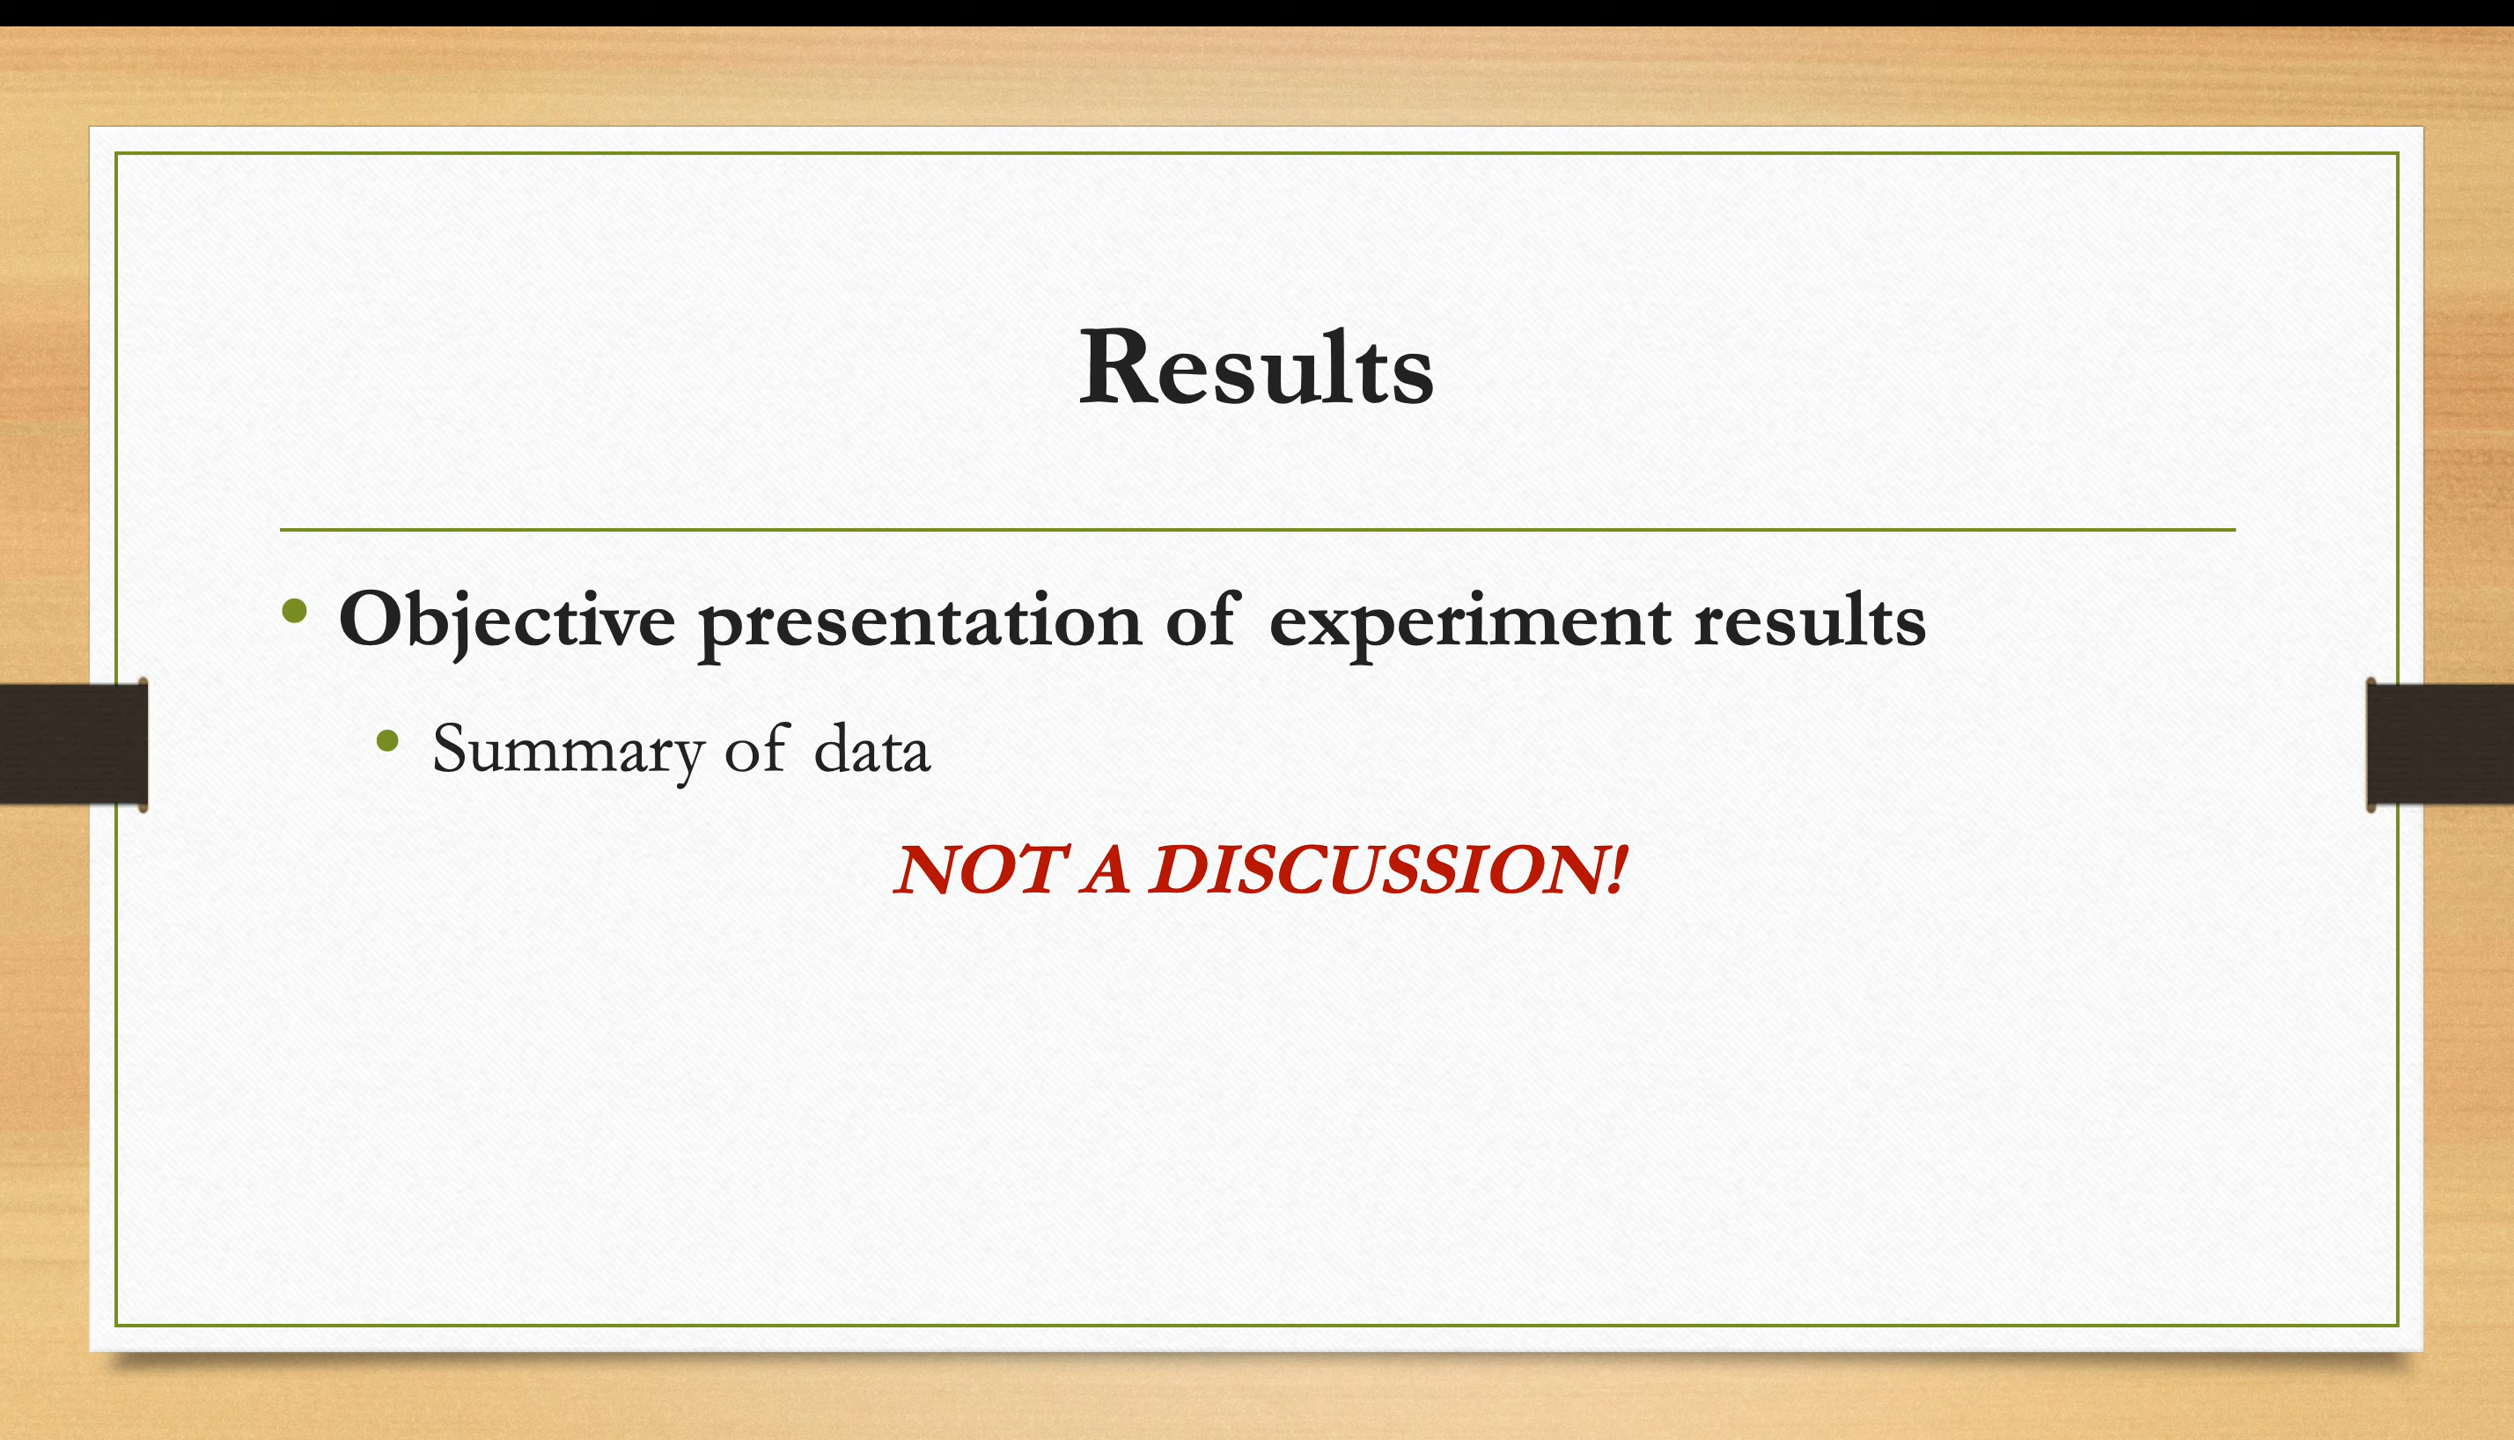 Results
Objective presentation of experiment results
Summary of data
NOT A DISCUSSION!